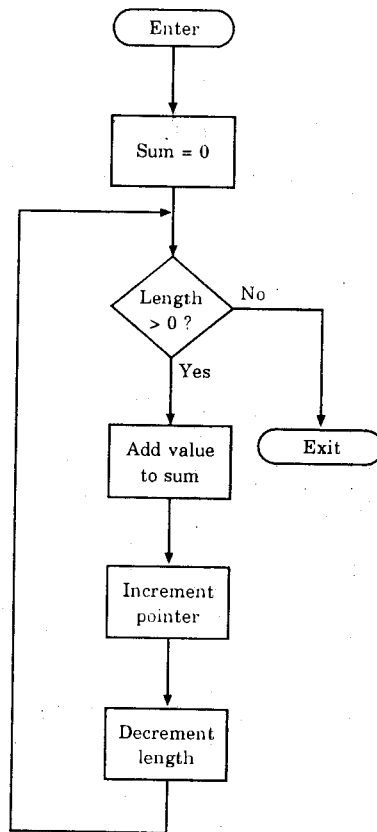 Enter
Sum = 0
Length
> 0 ?
No
Yes
Add value
to sum
Exit
Increment
pointer
Decrement
length